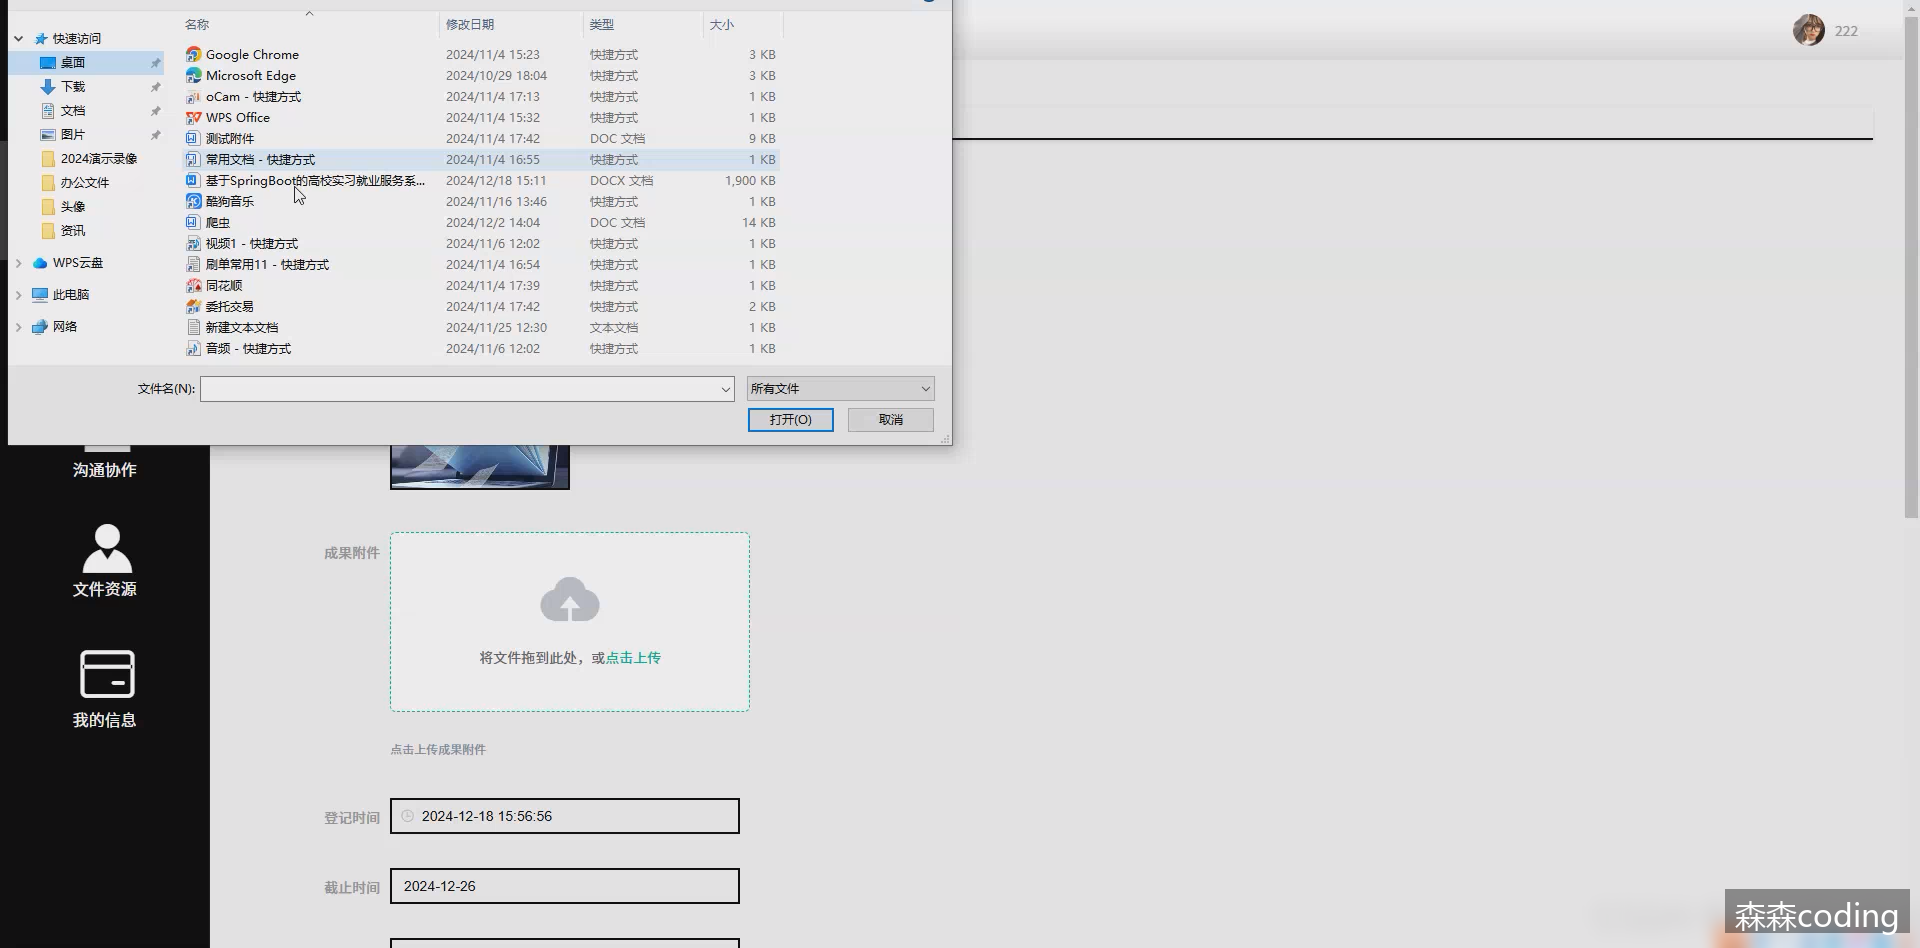 名称 修改日期 类型 大小
快速访问
桌面
下载
文档
图片
2024演示录像
办公文件
头像
资讯
WPS云盘
此电脑
网络
Google Chrome 2024/11/4 15:23 快捷方式 3 KB
Microsoft Edge 2024/10/29 18:04 快捷方式 3 KB
oCam - 快捷方式 2024/11/4 17:13 快捷方式 1 KB
WPS Office 2024/11/4 15:32 快捷方式 1 KB
测试附件 2024/11/4 17:42 DOC 文档 9 KB
常用文档 - 快捷方式 2024/11/4 16:55 快捷方式 1 KB
基于SpringBoot的高校实习就业服务系... 2024/12/18 15:11 DOCX 文档 1,900 KB
酷狗音乐 2024/11/16 13:46 快捷方式 1 KB
爬虫 2024/12/2 14:04 DOC 文档 14 KB
视频1 - 快捷方式 2024/11/6 12:02 快捷方式 1 KB
刷单常用11 - 快捷方式 2024/11/4 16:54 快捷方式 1 KB
同花顺 2024/11/4 17:39 快捷方式 1 KB
委托交易 2024/11/4 17:42 快捷方式 2 KB
新建文本文档 2024/11/25 12:30 文本文档 1 KB
音频 - 快捷方式 2024/11/6 12:02 快捷方式 1 KB
文件名(N): 所有文件
打开(O) 取消
222
沟通协作
文件资源
我的信息
成果附件
将文件拖到此处，或点击上传
点击上传成果附件
登记时间 2024-12-18 15:56:56
截止时间 2024-12-26
森森coding